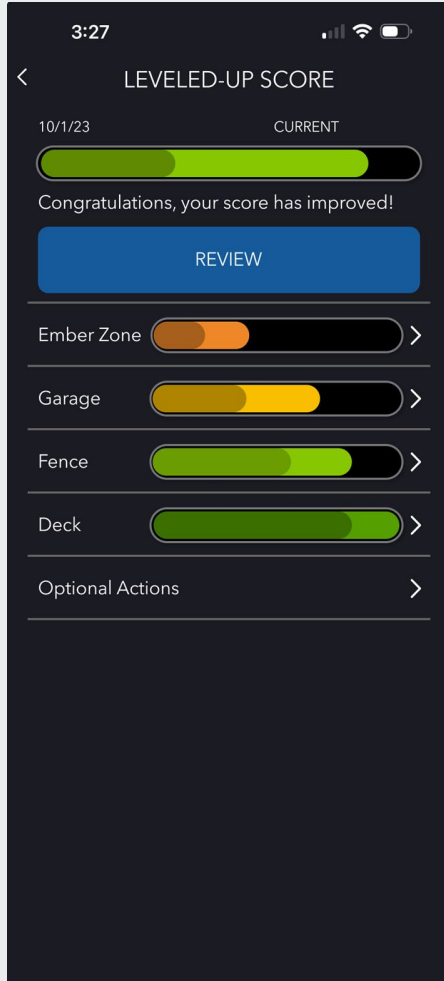 3:27
LEVELED-UP SCORE
10/1/23 CURRENT
Congratulations, your score has improved!
REVIEW
Ember Zone
Garage
Fence
Deck
Optional Actions